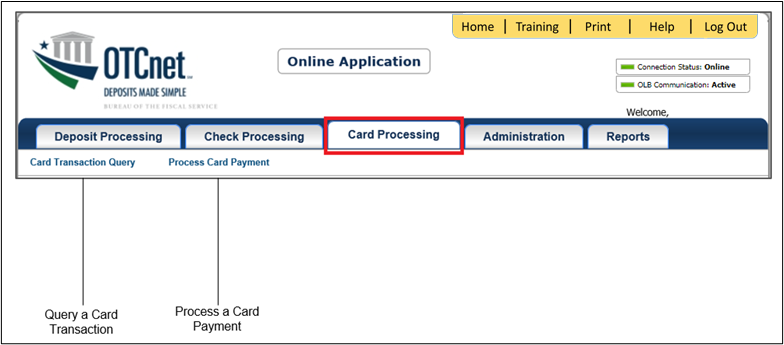 Home | Training | Print | Help | Log Out
OTCnet
DEPOSITS MADE SIMPLE
BUREAU OF THE FISCAL SERVICE
Online Application
Connection Status: Online
OLB Communication: Active
Welcome,
Deposit Processing Check Processing Card Processing Administration Reports
Card Transaction Query Process Card Payment
Query a Card
Transaction
Process a Card
Payment